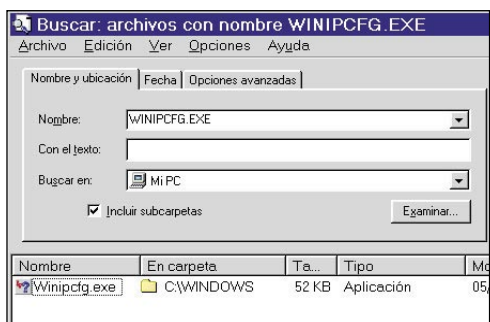 Buscar: archivos con nombre WINIPCFG.EXE
Archivo Edición Ver Opciones Ayuda
Nombre y ubicación Fecha Opciones avanzadas
Nombre: WINIPCFG.EXE
Con el texto:
Buscar en: Mi PC
Incluir subcarpetas Examinar...
Nombre En carpeta Ta... Tipo Mo
Winipcfg.exe C:\WINDOWS 52 KB Aplicación 05/